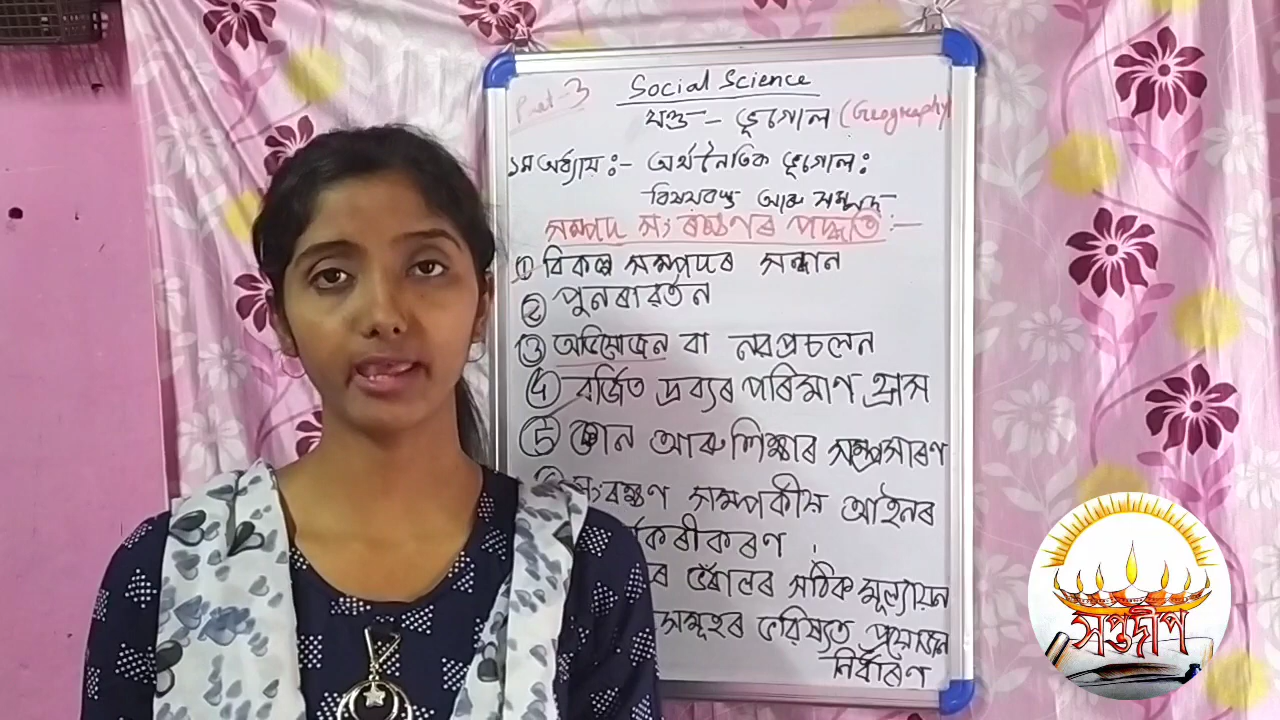 Part-3
Social Science
খণ্ড - ভূগোল (Geography)
১ম অধ্যায় ঃ- অৰ্থনৈতিক ভূগোল ঃ
বিষয়বস্তু আৰু সম্পদ
সম্পদ সংৰক্ষণৰ পদ্ধতি :-
① বিকল্প সম্পদৰ সন্ধান
② পুনৰাবৰ্তন
③ অভিযোজন বা নৱপ্ৰচলন
④ বৰ্জিত দ্ৰব্যৰ পৰিমাণ হ্ৰাস
⑤ জ্ঞান আৰু শিক্ষাৰ সম্প্ৰসাৰণ
সংৰক্ষণ সম্পৰ্কীয় আইনৰ
কৰীকৰণ
ৰ ভঁৰালৰ সঠিক মূল্যায়ন
সমূহৰ ভৱিষ্যত প্ৰয়োজন
নিৰ্ধাৰণ
সপ্তদ্বীপ